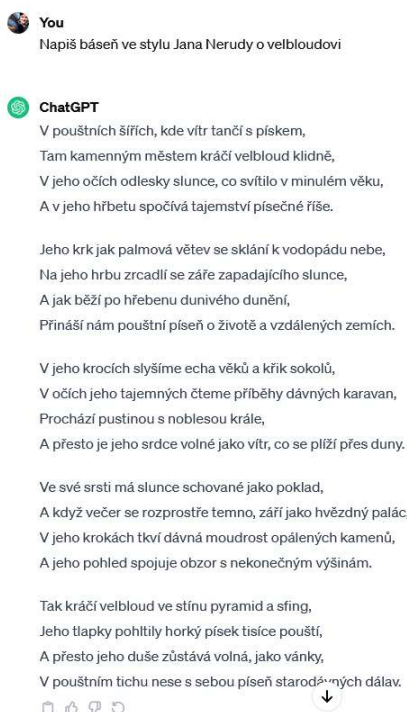 You
Napiš báseň ve stylu Jana Nerudy o velbloudovi
ChatGPT
V pouštních šířích, kde vítr tančí s pískem,
Tam kamenným městem kráčí velbloud klidně,
V jeho očích odlesky slunce, co svítilo v minulém věku,
A v jeho hřbetu spočívá tajemství písečné říše.
Jeho krk jak palmová větev se sklání k vodopádu nebe,
Na jeho hrbu zrcadlí se záře zapadajícího slunce,
A jak běží po hřebenu dunivého dunění,
Přináší nám pouštní píseň o životě a vzdálených zemích.
V jeho krocích slyšíme echa věků a křik sokolů,
V očích jeho tajemných čteme příběhy dávných karavan,
Prochází pustinou s noblesou krále,
A přesto je jeho srdce volné jako vítr, co se plíží přes duny.
Ve své srsti má slunce schované jako poklad,
A když večer se rozprostře temno, září jako hvězdný palác,
V jeho krokách tkví dávná moudrost opálených kamenů,
A jeho pohled spojuje obzor s nekonečným výšinám.
Tak kráčí velbloud ve stínu pyramid a sfing,
Jeho tlapky pohltily horký písek tisíce pouští,
A přesto jeho duše zůstává volná, jako vánky,
V pouštním tichu nese s sebou píseň starodávných dálav.